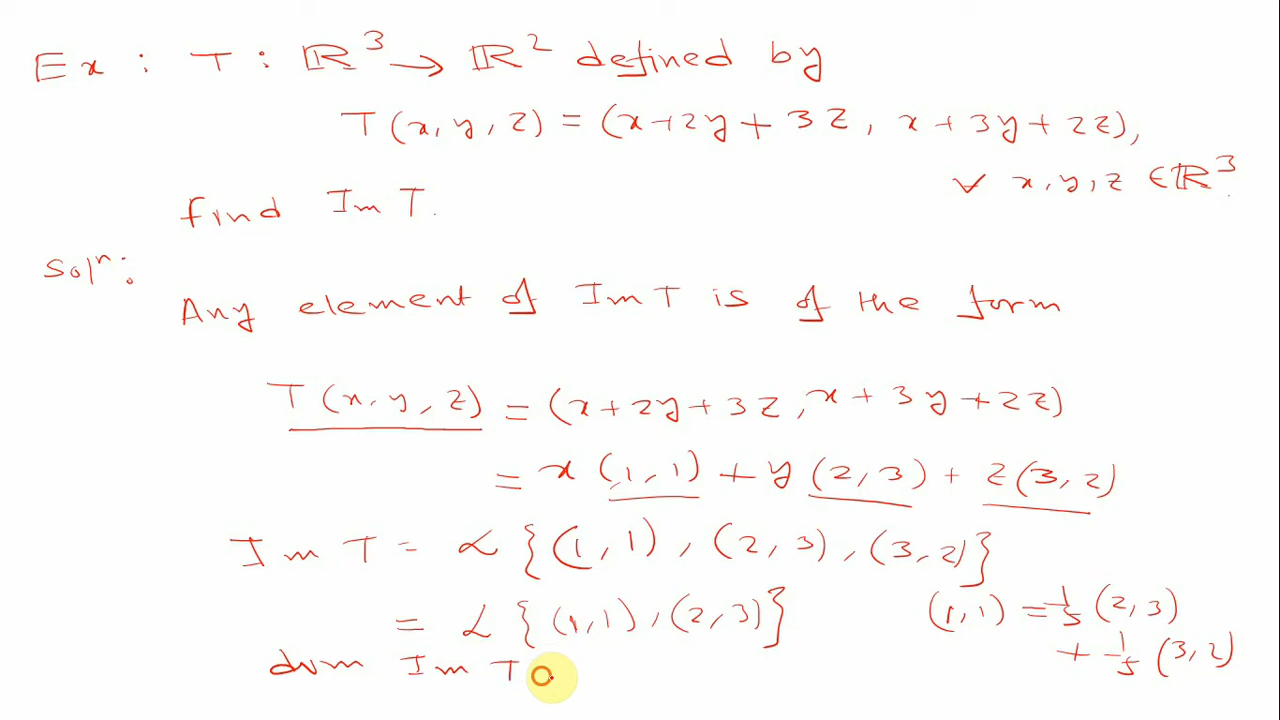 Ex : T : ℝ³ → ℝ² defined by
T(x, y, z) = (x+2y+3z, x+3y+2z),
∀ x, y, z ∈ ℝ³.
find Im T.
Solⁿ:
Any element of Im T is of the form
T(x, y, z) = (x+2y+3z, x+3y+2z)
= x(1, 1) + y(2, 3) + z(3, 2)
Im T = L {(1, 1), (2, 3), (3, 2)}
= L {(1, 1), (2, 3)}
(1, 1) = 1/5 (2, 3)
+ 1/5 (3, 2)
dim Im T